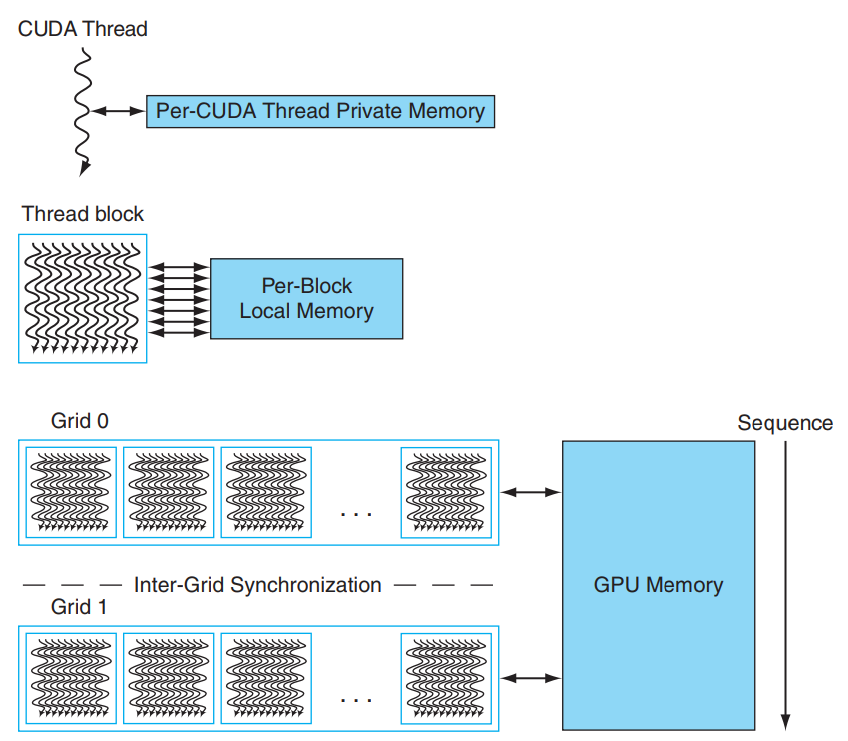 CUDA Thread
Per-CUDA Thread Private Memory
Thread block
Per-Block
Local Memory
Grid 0
Sequence
. . .
GPU Memory
Inter-Grid Synchronization
Grid 1
. . .